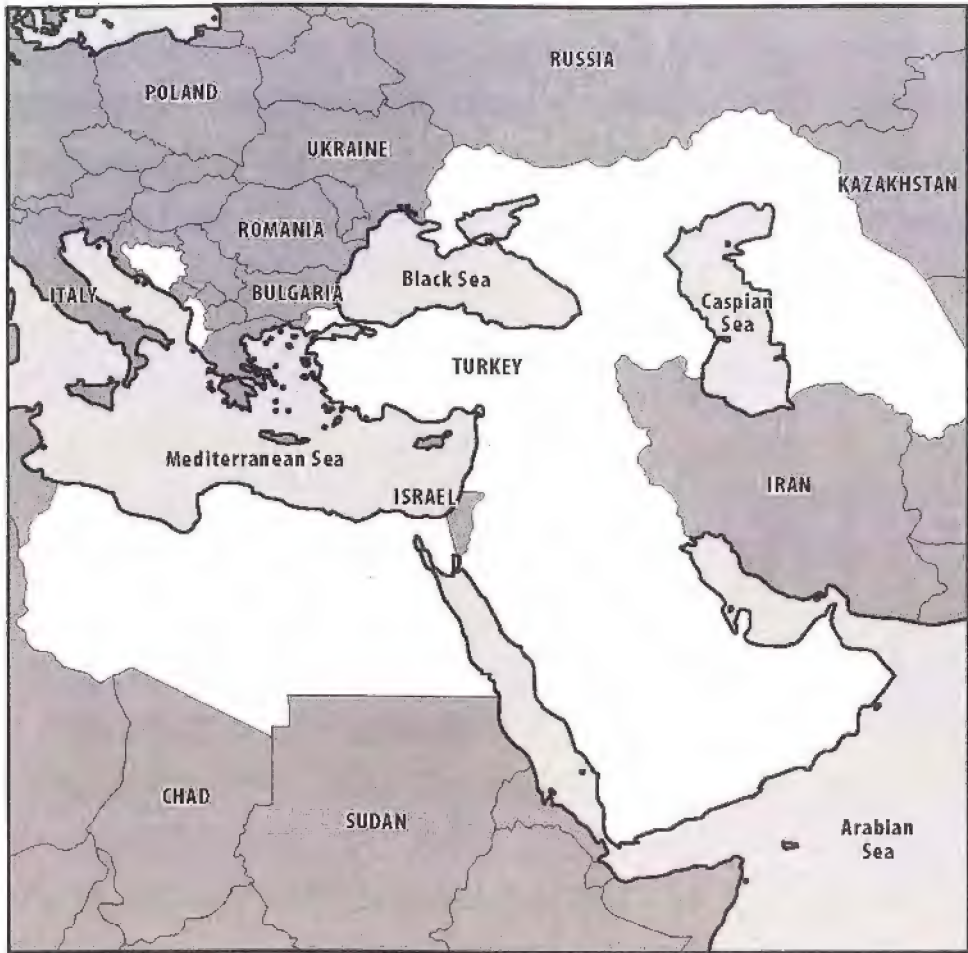 RUSSIA
POLAND
UKRAINE
KAZAKHSTAN
ROMANIA
Black Sea
ITALY
BULGARIA
Caspian
Sea
TURKEY
Mediterranean Sea
ISRAEL
IRAN
CHAD
SUDAN
Arabian
Sea